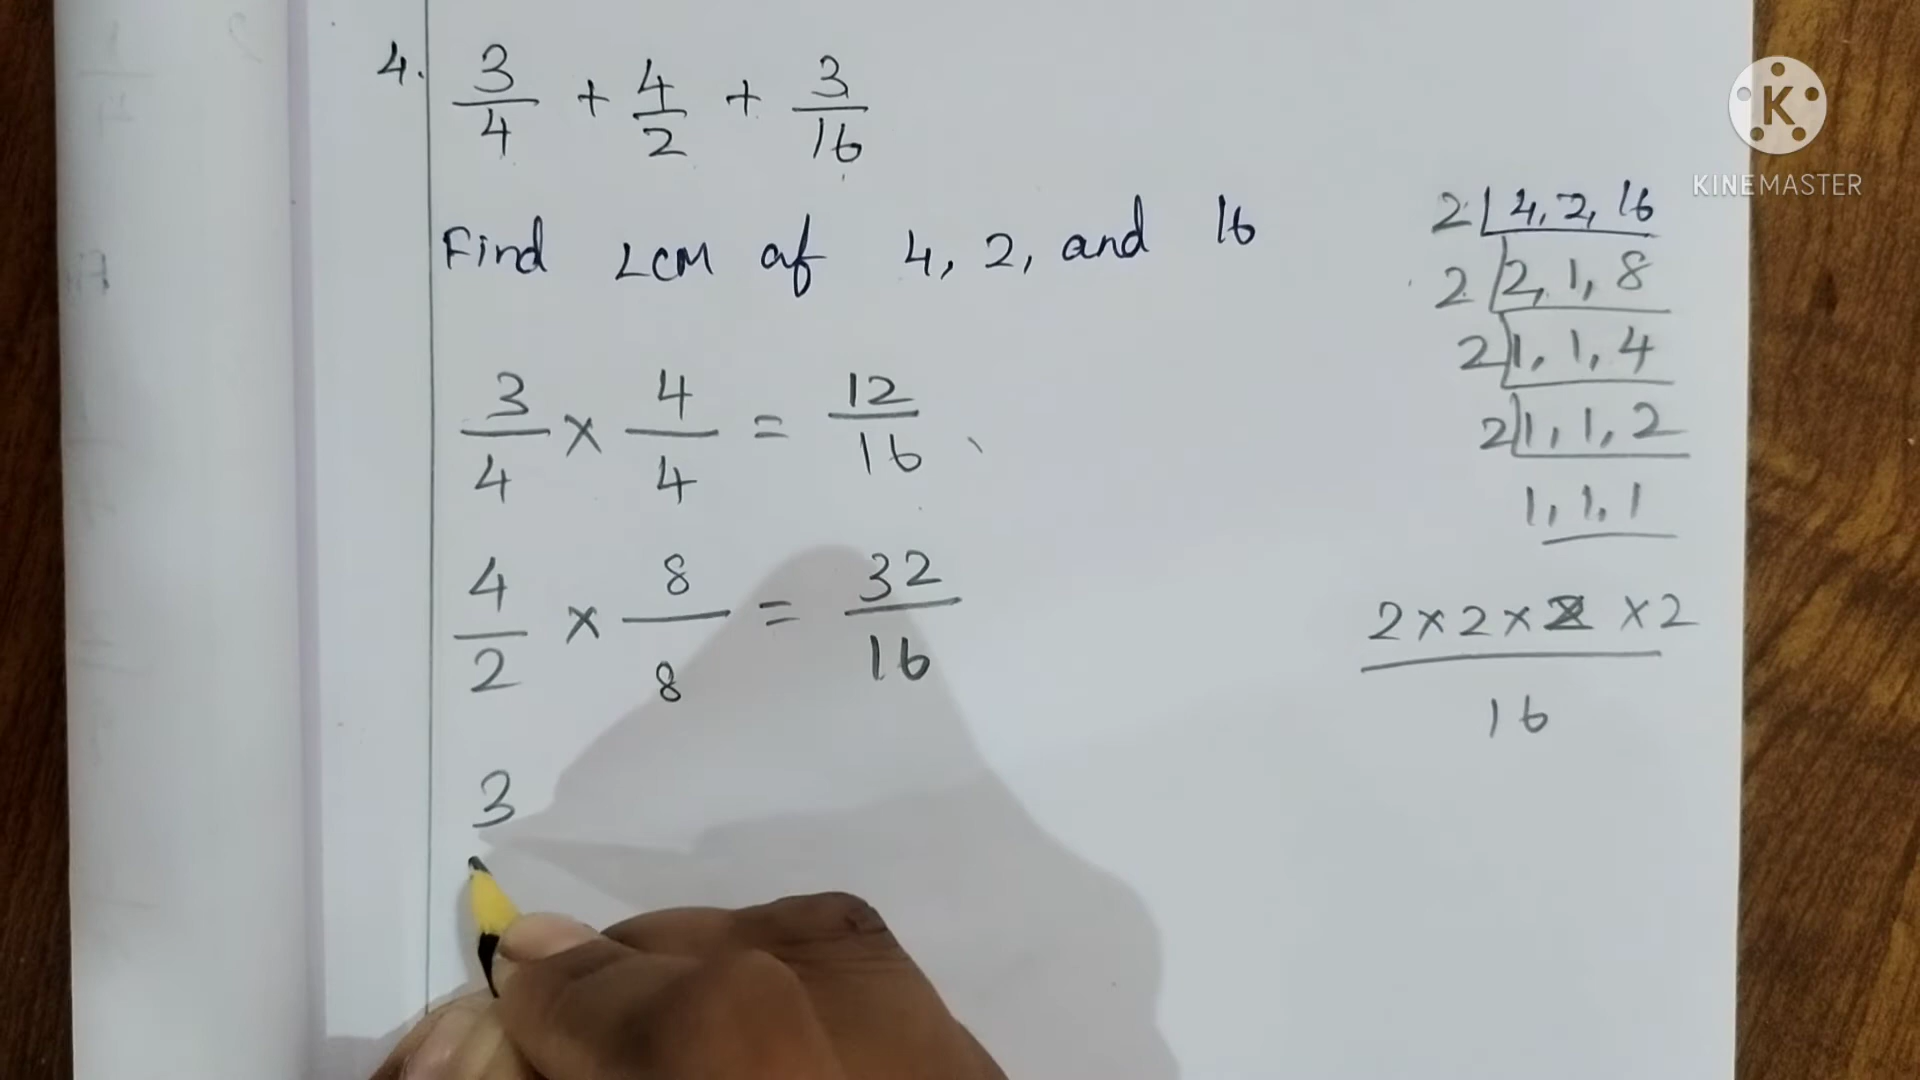 4. 3/4 + 4/2 + 3/16
Find LCM of 4, 2, and 16
3/4 × 4/4 = 12/16
4/2 × 8/8 = 32/16
3
2 | 4, 2, 16
2 | 2, 1, 8
2 | 1, 1, 4
2 | 1, 1, 2
1, 1, 1
2 × 2 × 2 × 2
16
K
KINEMASTER